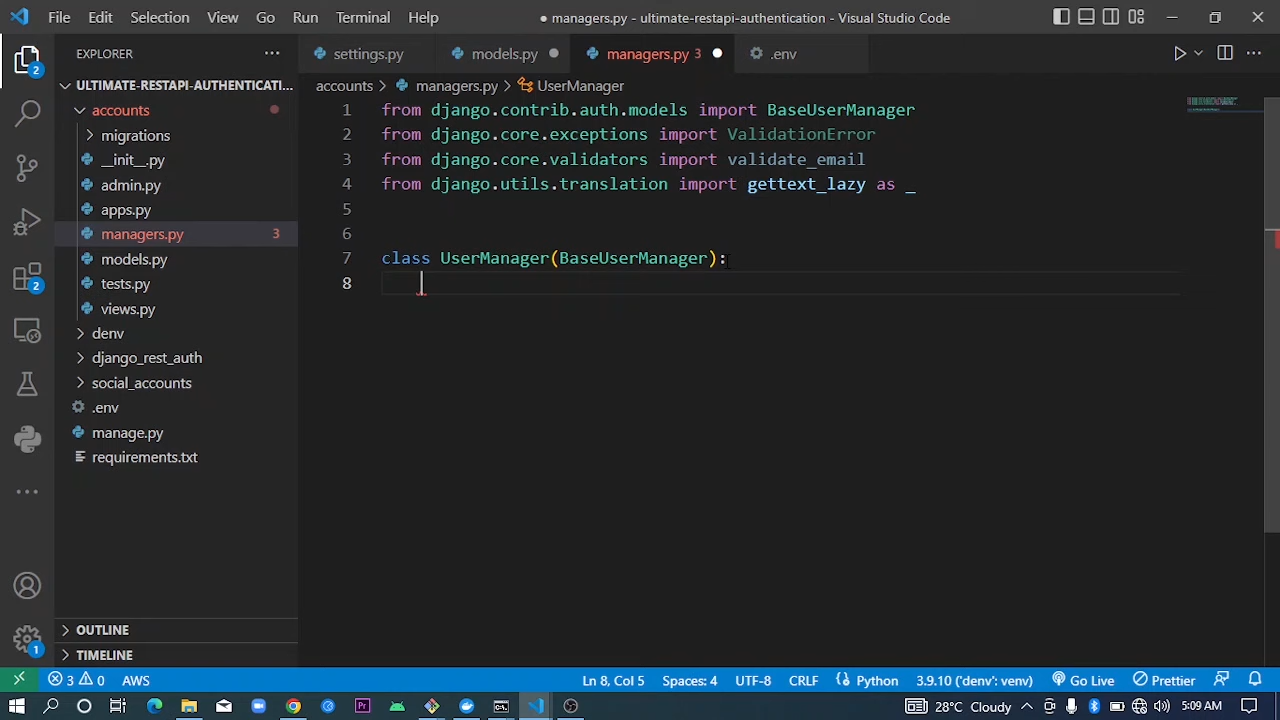 File Edit Selection View Go Run Terminal Help
● managers.py - ultimate-restapi-authentication - Visual Studio Code
EXPLORER
settings.py
models.py
managers.py 3
.env
ULTIMATE-RESTAPI-AUTHENTICATI...
accounts > managers.py > UserManager
accounts
migrations
__init__.py
admin.py
apps.py
managers.py 3
models.py
tests.py
views.py
denv
django_rest_auth
social_accounts
.env
manage.py
requirements.txt
OUTLINE
TIMELINE
2
2
1
1 from django.contrib.auth.models import BaseUserManager
2 from django.core.exceptions import ValidationError
3 from django.core.validators import validate_email
4 from django.utils.translation import gettext_lazy as _
5
6
7 class UserManager(BaseUserManager):
8
3 0 AWS Ln 8, Col 5 Spaces: 4 UTF-8 CRLF Python 3.9.10 ('denv': venv) Go Live Prettier
Pr 28°C Cloudy 5:09 AM